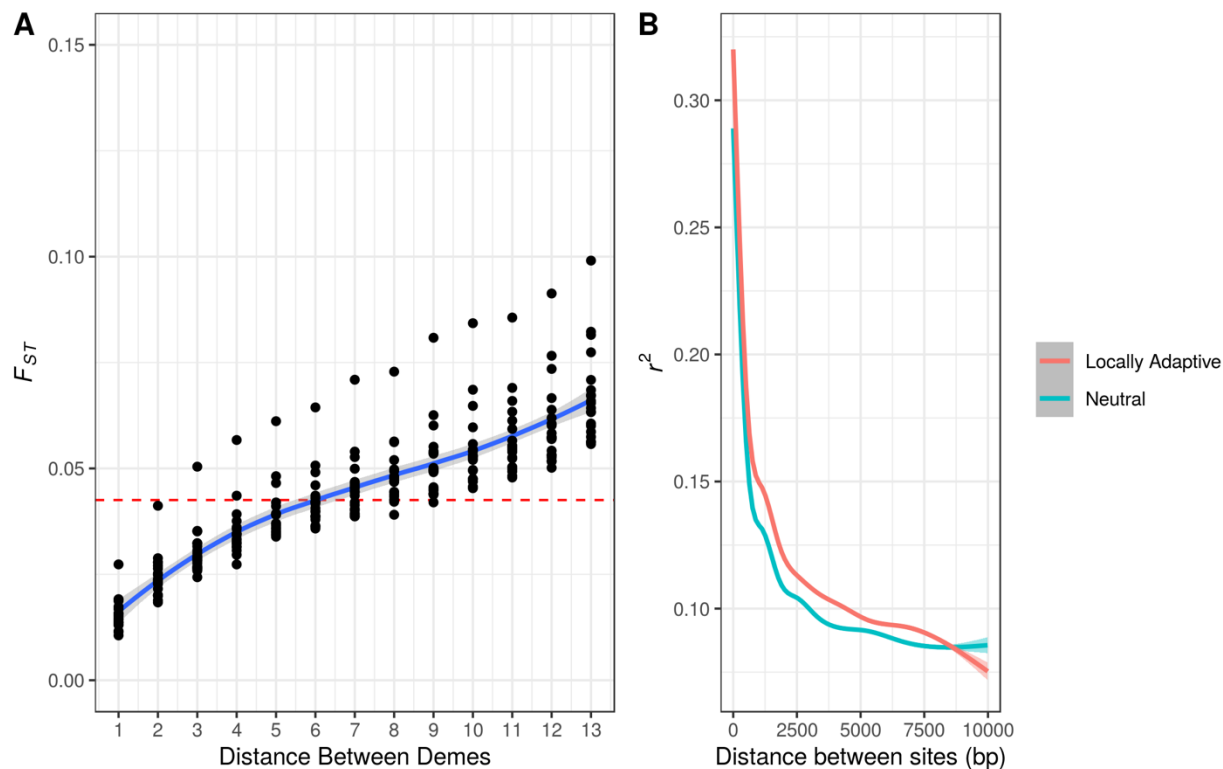 A
0.15
0.10
0.05
0.00
F_ST
1 2 3 4 5 6 7 8 9 10 11 12 13
Distance Between Demes
B
0.30
0.25
0.20
0.15
0.10
r²
0 2500 5000 7500 10000
Distance between sites (bp)
Locally Adaptive
Neutral